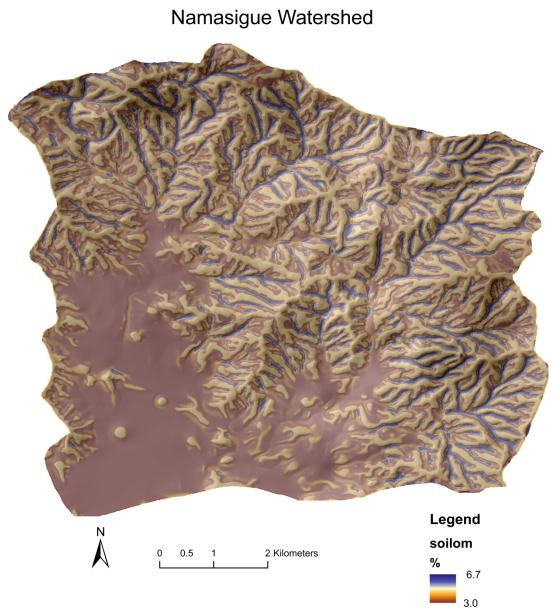 Namasigue Watershed
N
0 0.5 1 2 Kilometers
Legend
soilom
%
6.7
3.0